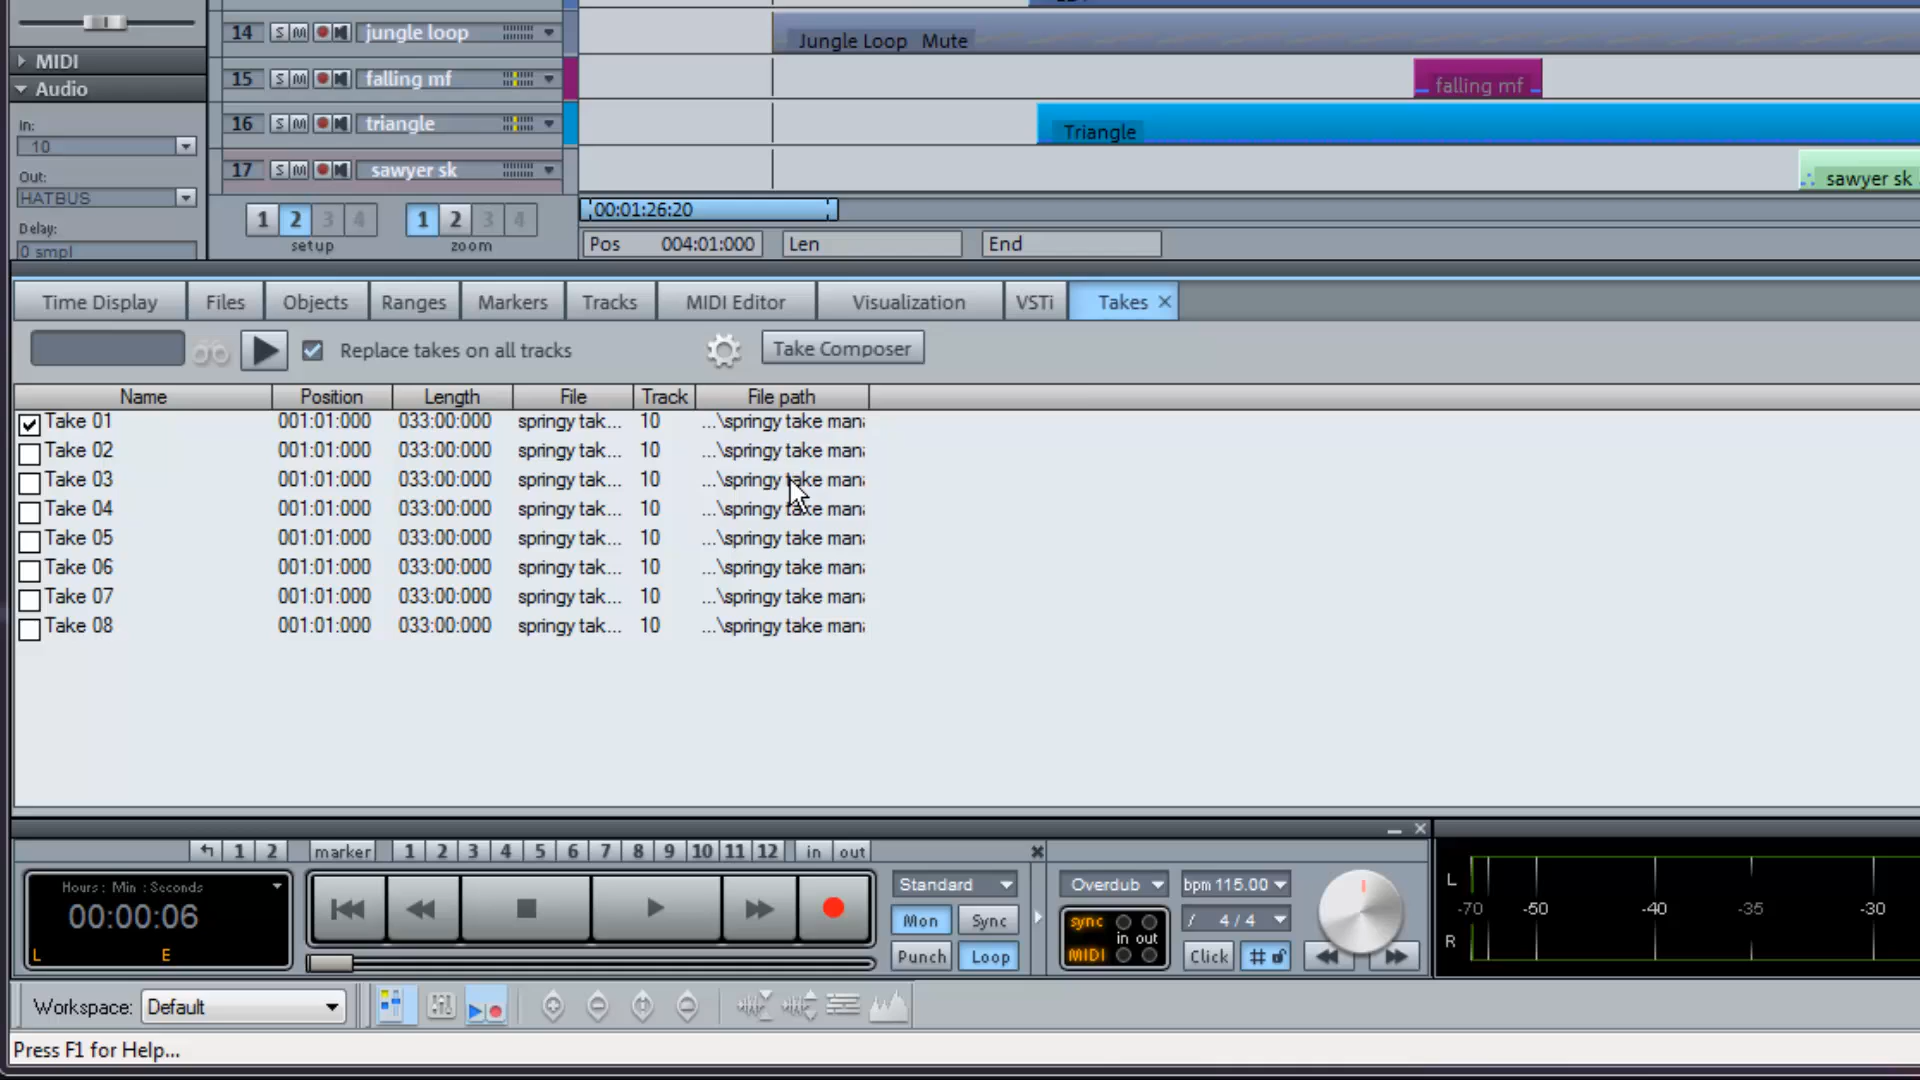 14 S M jungle loop
Jungle Loop Mute
MIDI
15 S M falling mf
falling mf
Audio
In:
10
16 S M triangle
Triangle
Out:
HATBUS
17 S M sawyer sk
sawyer sk
Delay:
0 smpl
1 2 3 4
setup
1 2 3 4
zoom
00:01:26:20
Pos 004:01:000
Len
End
Time Display Files Objects Ranges Markers Tracks MIDI Editor Visualization VSTi Takes
Replace takes on all tracks
Take Composer
Name Position Length File Track File path
Take 01 001:01:000 033:00:000 springy tak... 10 ...\springy take mana
Take 02 001:01:000 033:00:000 springy tak... 10 ...\springy take mana
Take 03 001:01:000 033:00:000 springy tak... 10 ...\springy take mana
Take 04 001:01:000 033:00:000 springy tak... 10 ...\springy take mana
Take 05 001:01:000 033:00:000 springy tak... 10 ...\springy take mana
Take 06 001:01:000 033:00:000 springy tak... 10 ...\springy take mana
Take 07 001:01:000 033:00:000 springy tak... 10 ...\springy take mana
Take 08 001:01:000 033:00:000 springy tak... 10 ...\springy take mana
1 2 marker 1 2 3 4 5 6 7 8 9 10 11 12 in out
Hours : Min : Seconds
00:00:06
L E
Standard
Mon Sync
Punch Loop
Overdub
bpm 115.00
sync
in out
MIDI
/ 4 / 4
Click #
L
-70 -50 -40 -35 -30
R
Workspace: Default
Press F1 for Help...